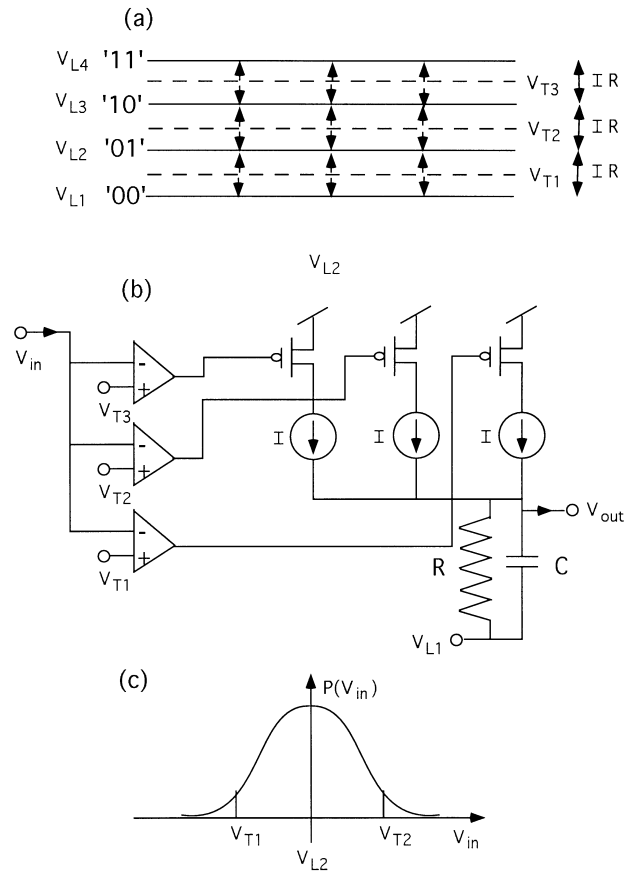 (a)
V_L4 '11'
V_T3 I R
V_L3 '10'
V_T2 I R
V_L2 '01'
V_T1 I R
V_L1 '00'
V_L2
(b)
V_in
- +
V_T3
I I I
- +
V_T2
V_out
- +
V_T1
R C
V_L1
(c)
P(V_in)
V_T1 V_T2 V_in
V_L2